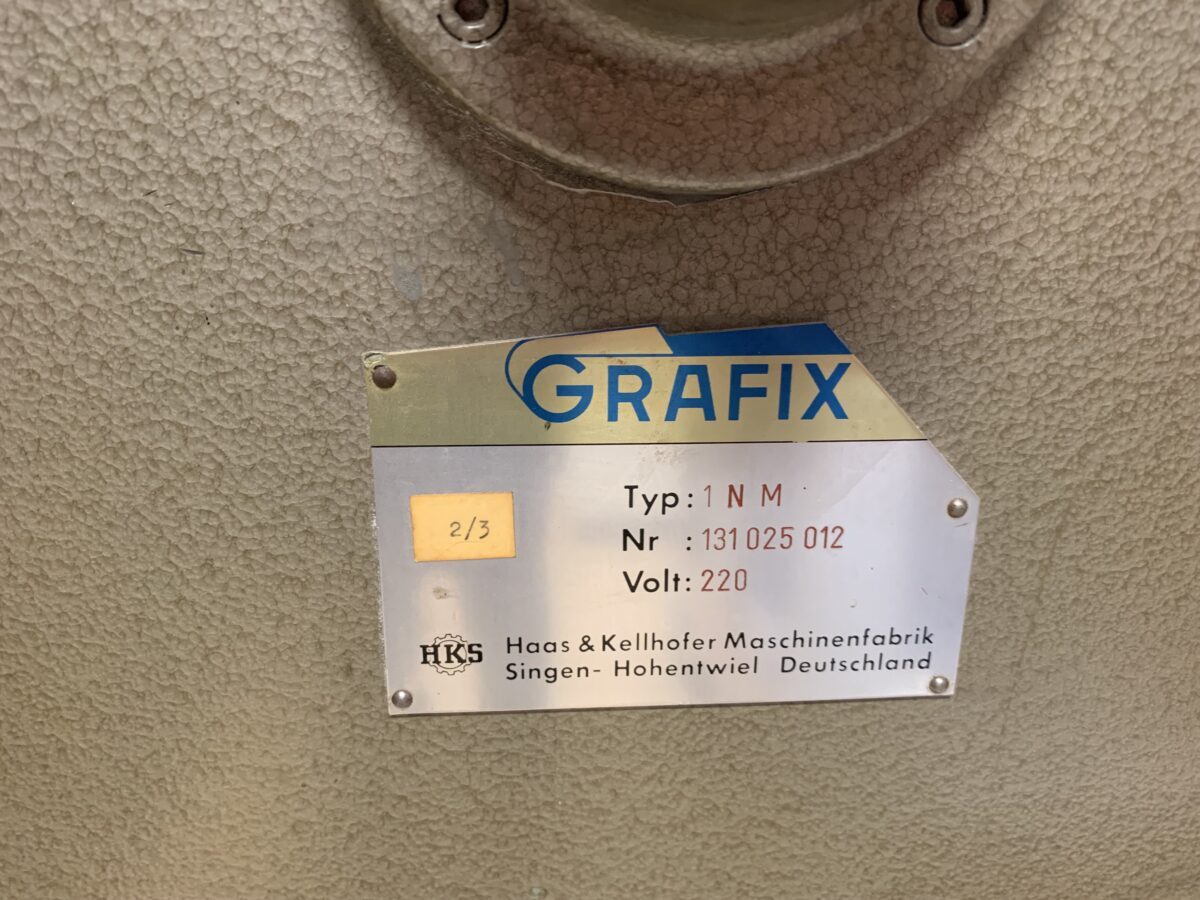 GRAFIX
Typ: 1 N M
2/3
Nr : 131 025 012
Volt: 220
HKS
Haas & Kellhofer Maschinenfabrik
Singen- Hohentwiel Deutschland